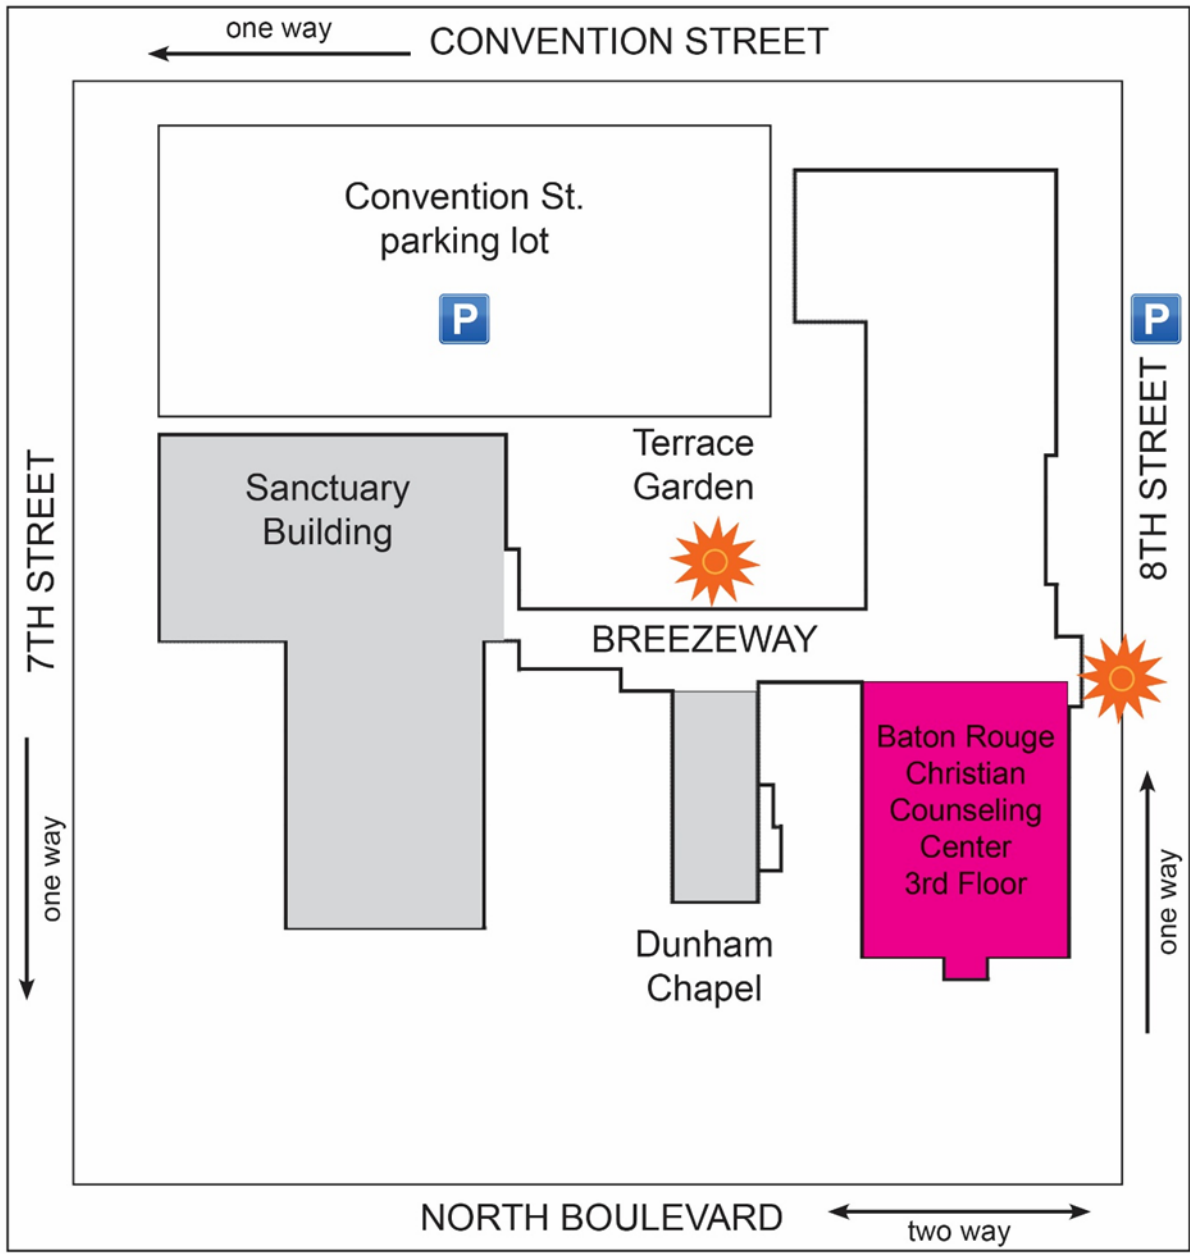 one way
CONVENTION STREET
Convention St.
parking lot
P
P
Terrace
Garden
Sanctuary
Building
7TH STREET
8TH STREET
BREEZEWAY
Baton Rouge
Christian
Counseling
Center
3rd Floor
one way
one way
Dunham
Chapel
NORTH BOULEVARD
two way